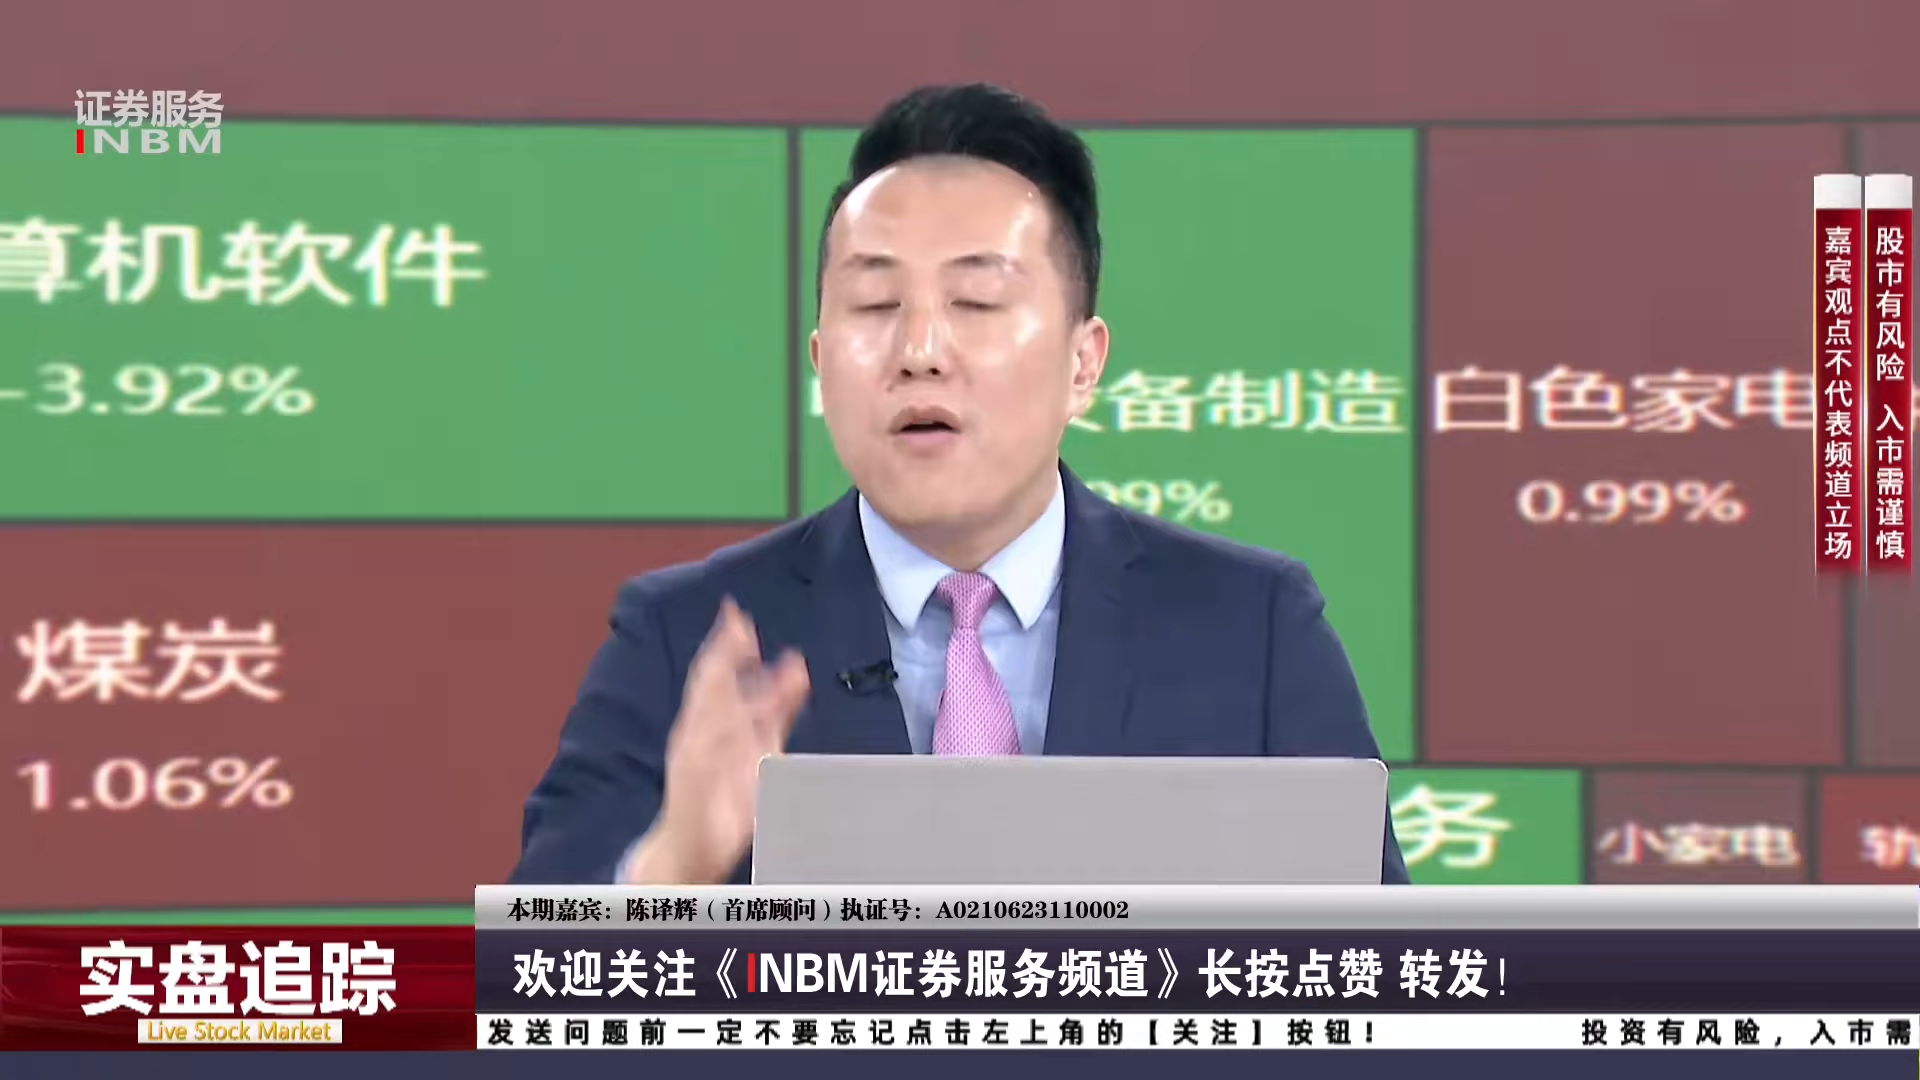 证券服务
INBM
算机软件
-3.92%
设备制造
99%
白色家电
0.99%
股市有风险 入市需谨慎
嘉宾观点不代表频道立场
煤炭
1.06%
务
小家电
轨
本期嘉宾：陈译辉（首席顾问）执证号：A0210623110002
实盘追踪
Live Stock Market
欢迎关注《INBM证券服务频道》长按点赞 转发！
发送问题前一定不要忘记点击左上角的【关注】按钮！ 投资有风险，入市需